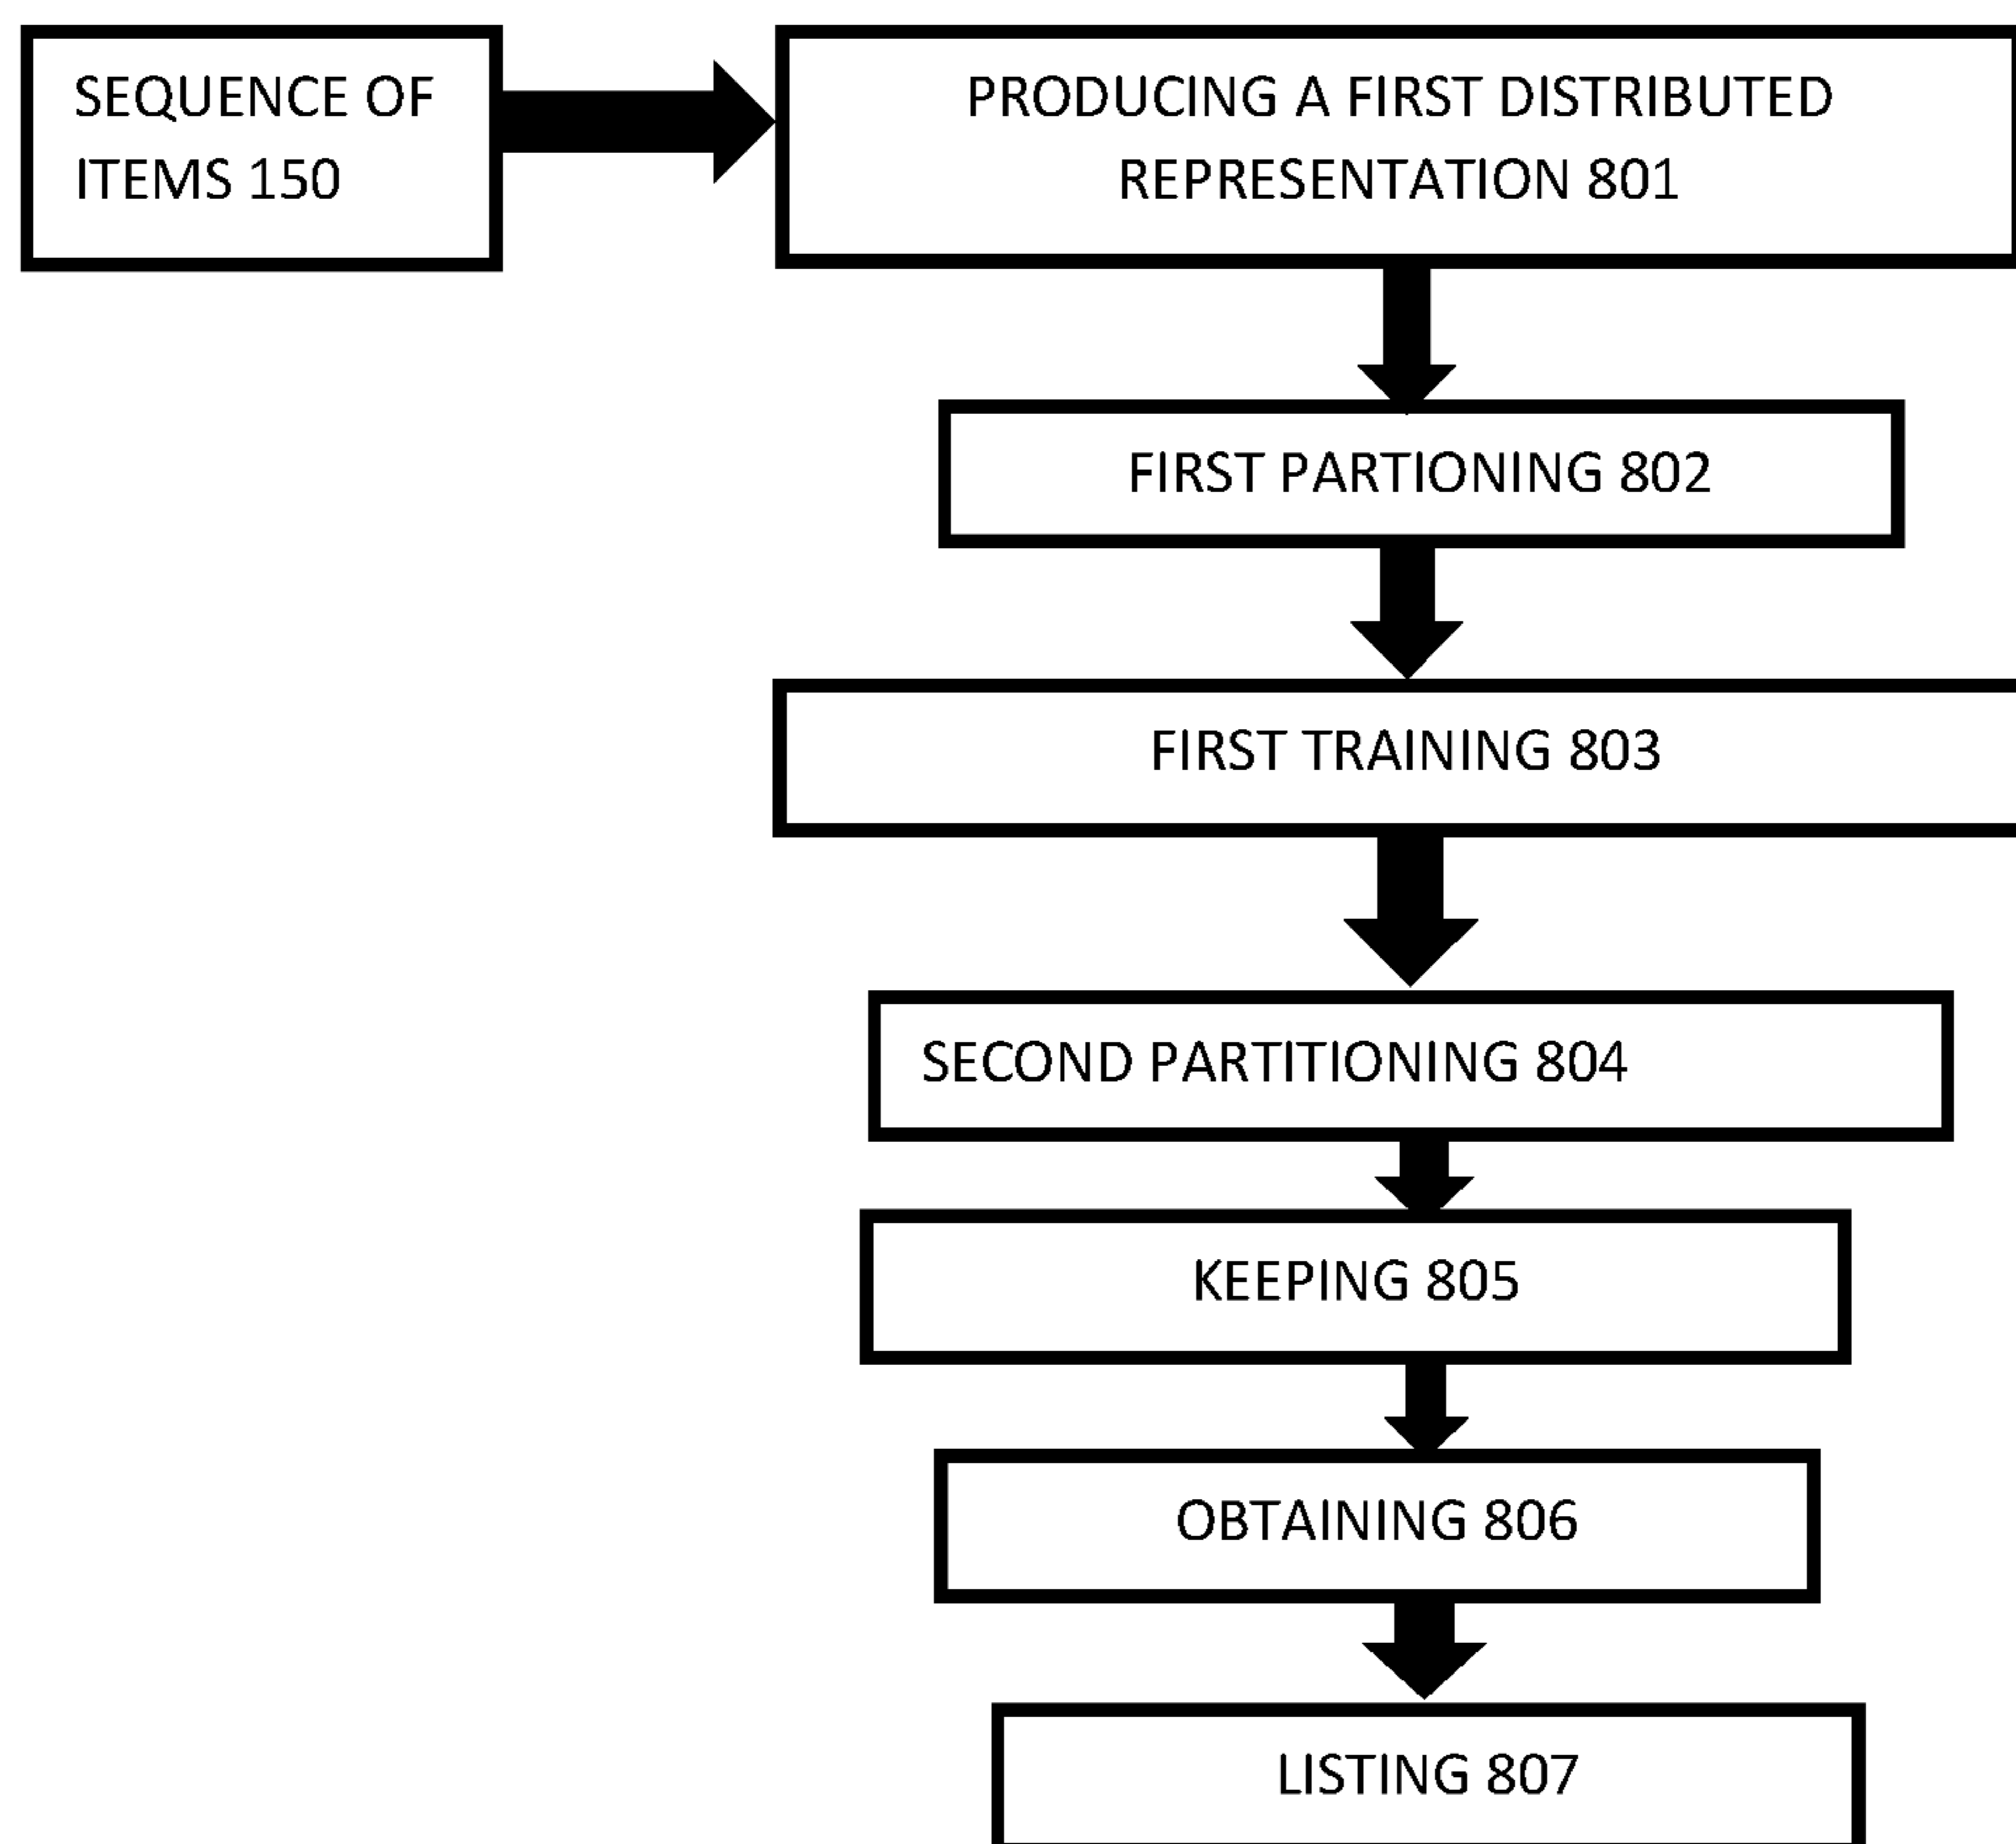 SEQUENCE OF
ITEMS 150
PRODUCING A FIRST DISTRIBUTED
REPRESENTATION 801
FIRST PARTIONING 802
FIRST TRAINING 803
SECOND PARTITIONING 804
KEEPING 805
OBTAINING 806
LISTING 807